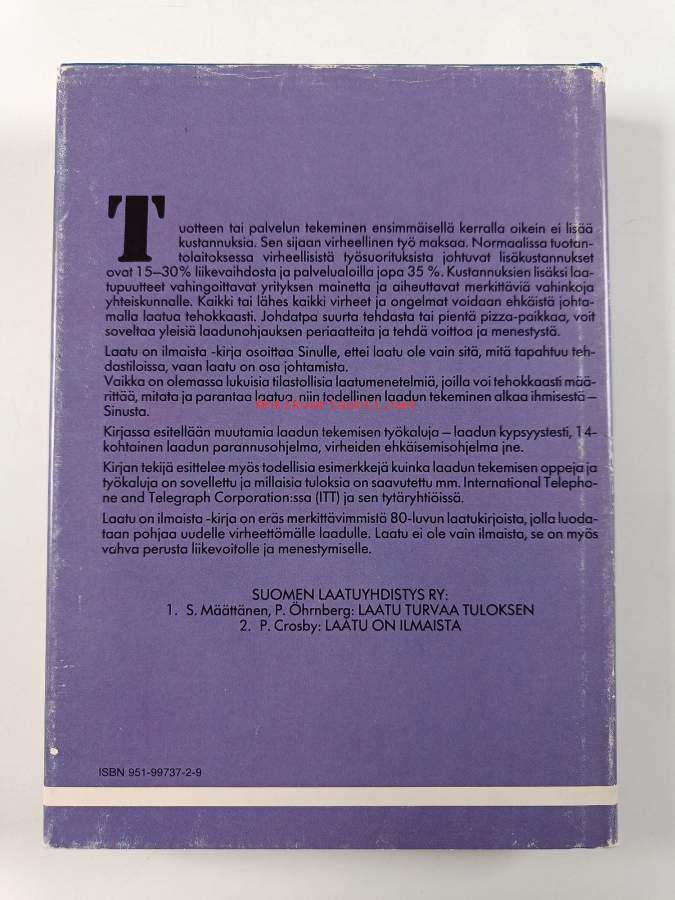 Tuotteen tai palvelun tekeminen ensimmäisellä kerralla oikein ei lisää
kustannuksia. Sen sijaan virheellinen työ maksaa. Normaalissa tuotan-
tolaitoksessa virheellisistä työsuorituksista johtuvat lisäkustannukset
ovat 15–30% liikevaihdosta ja palvelualoilla jopa 35 %. Kustannuksien lisäksi laa-
tupuutteet vahingoittavat yrityksen mainetta ja aiheuttavat merkittäviä vahinkoja
yhteiskunnalle. Kaikki tai lähes kaikki virheet ja ongelmat voidaan ehkäistä johta-
malla laatua tehokkaasti. Johdatpa suurta tehdasta tai pientä pizza-paikkaa, voit
soveltaa yleisiä laadunohjauksen periaatteita ja tehdä voittoa ja menestystä.
Laatu on ilmaista -kirja osoittaa Sinulle, ettei laatu ole vain sitä, mitä tapahtuu teh-
dastiloissa, vaan laatu on osa johtamista.
Vaikka on olemassa lukuisia tilastollisia laatumenetelmiä, joilla voi tehokkaasti mää-
rittää, mitata ja parantaa laatua, niin todellinen laadun tekeminen alkaa ihmisestä –
antikvariaatti.net
Sinusta.
Kirjassa esitellään muutamia laadun tekemisen työkaluja – laadun kypsyystesti, 14-
kohtainen laadun parannusohjelma, virheiden ehkäisemisohjelma jne.
Kirjan tekijä esittelee myös todellisia esimerkkejä kuinka laadun tekemisen oppeja ja
työkaluja on sovellettu ja millaisia tuloksia on saavutettu mm. International Telepho-
ne and Telegraph Corporation:ssa (ITT) ja sen tytäryhtiöissä.
Laatu on ilmaista -kirja on eräs merkittävimmistä 80-luvun laatukirjoista, jolla luoda-
taan pohjaa uudelle virheettömälle laadulle. Laatu ei ole vain ilmaista, se on myös
vahva perusta liikevoitolle ja menestymiselle.
SUOMEN LAATUYHDISTYS RY:
1. S. Määttänen, P. Öhrnberg: LAATU TURVAA TULOKSEN
2. P. Crosby: LAATU ON ILMAISTA
ISBN 951-99737-2-9